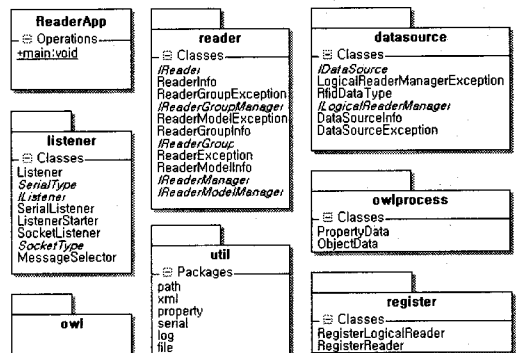 ReaderApp
Operations
+main:void
listener
Classes
Listener
SerialType
IListener
SerialListener
ListenerStarter
SocketListener
SocketType
MessageSelector
owl
reader
Classes
IReader
ReaderInfo
ReaderGroupException
IReaderGroupManager
ReaderModelException
ReaderGroupInfo
IReaderGroup
ReaderException
ReaderModelInfo
IReaderManager
IReaderModelManager
util
Packages
path
xml
property
serial
log
file
datasource
Classes
IDataSource
LogicalReaderManagerException
RfidDataType
ILogicalReaderManager
DataSourceInfo
DataSourceException
owlprocess
Classes
PropertyData
ObjectData
register
Classes
RegisterLogicalReader
RegisterReader